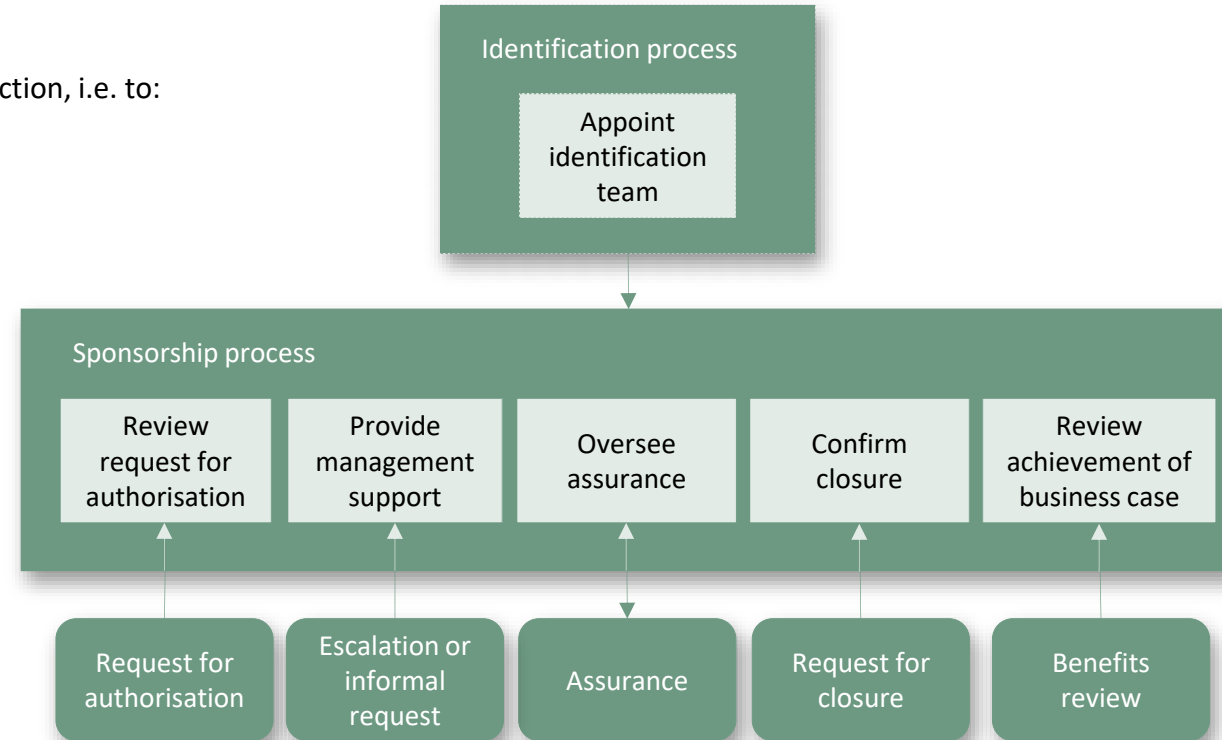 Identification process
ction, i.e. to:
Appoint
identification
team
Sponsorship process
Review
request for
authorisation
Provide
management
support
Oversee
assurance
Confirm
closure
Review
achievement of
business case
Request for
authorisation
Escalation or
informal
request
Assurance
Request for
closure
Benefits
review